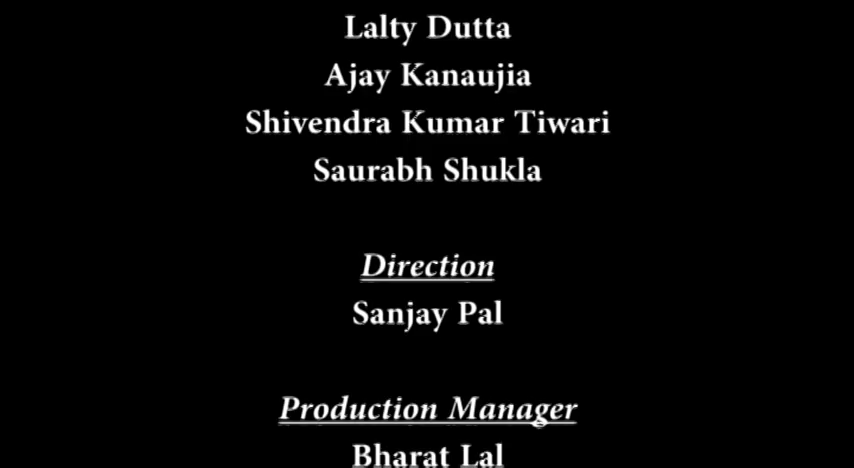 Lalty Dutta
Ajay Kanaujia
Shivendra Kumar Tiwari
Saurabh Shukla
Direction
Sanjay Pal
Production Manager
Bharat Lal